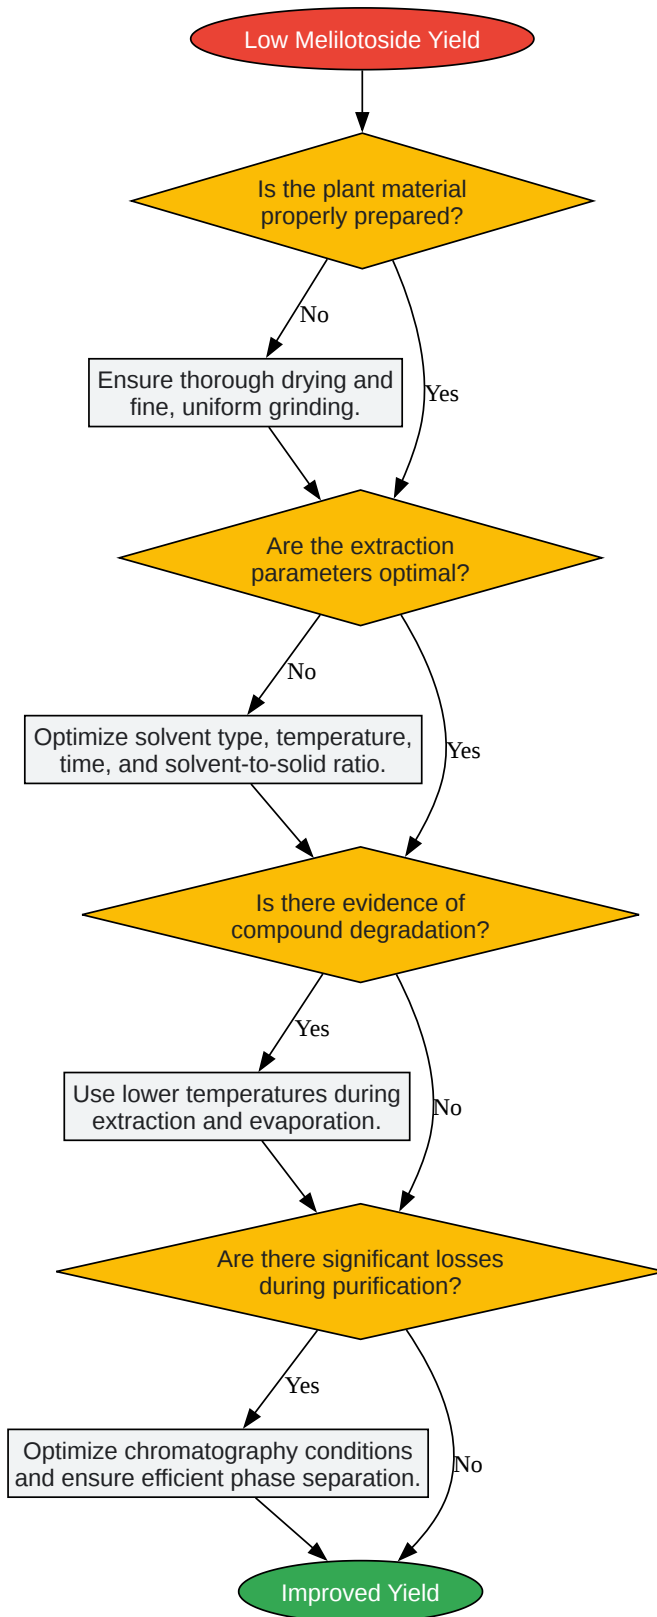 Low Melilotoside Yield
Is the plant material
properly prepared?
No
Ensure thorough drying and
fine, uniform grinding.
Yes
Are the extraction
parameters optimal?
No
Optimize solvent type, temperature,
time, and solvent-to-solid ratio.
Yes
Is there evidence of
compound degradation?
Yes
Use lower temperatures during
extraction and evaporation.
No
Are there significant losses
during purification?
Yes
Optimize chromatography conditions
and ensure efficient phase separation.
No
Improved Yield